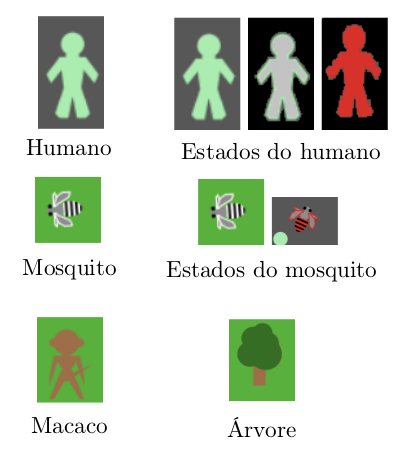 Humano
Estados do humano
Mosquito
Estados do mosquito
Macaco
Árvore